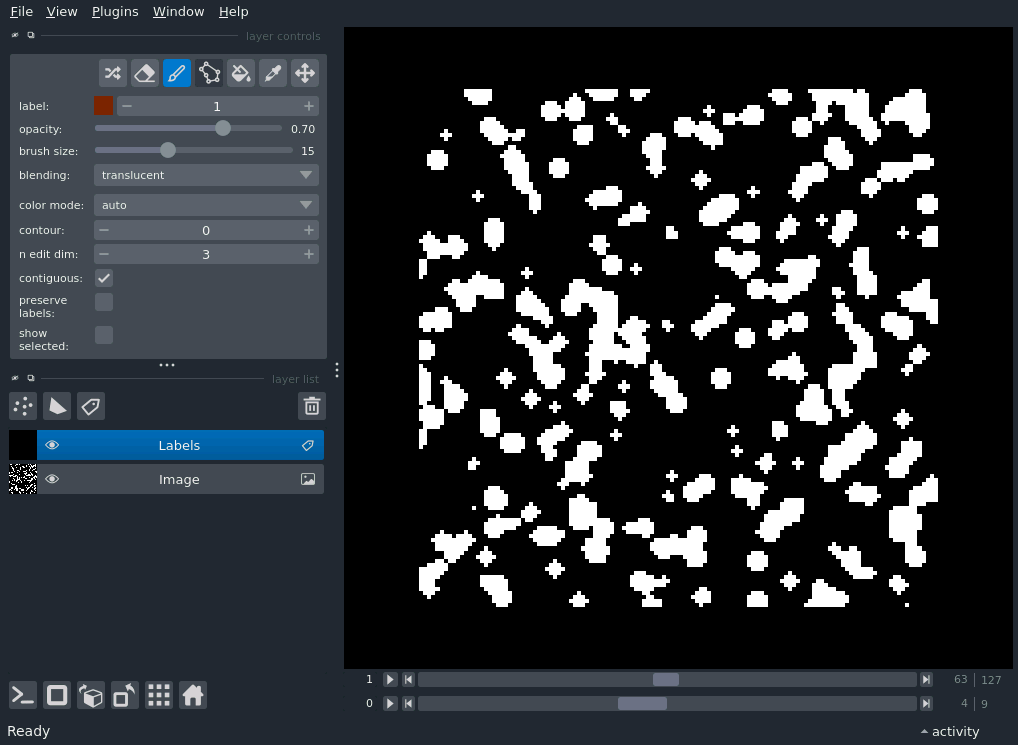 File View Plugins Window Help
layer controls
label: 1
opacity: 0.70
brush size: 15
blending: translucent
color mode: auto
contour: 0
n edit dim: 3
contiguous:
preserve
labels:
show
selected:
layer list
Labels
Image
1 63 127
0 4 9
Ready activity